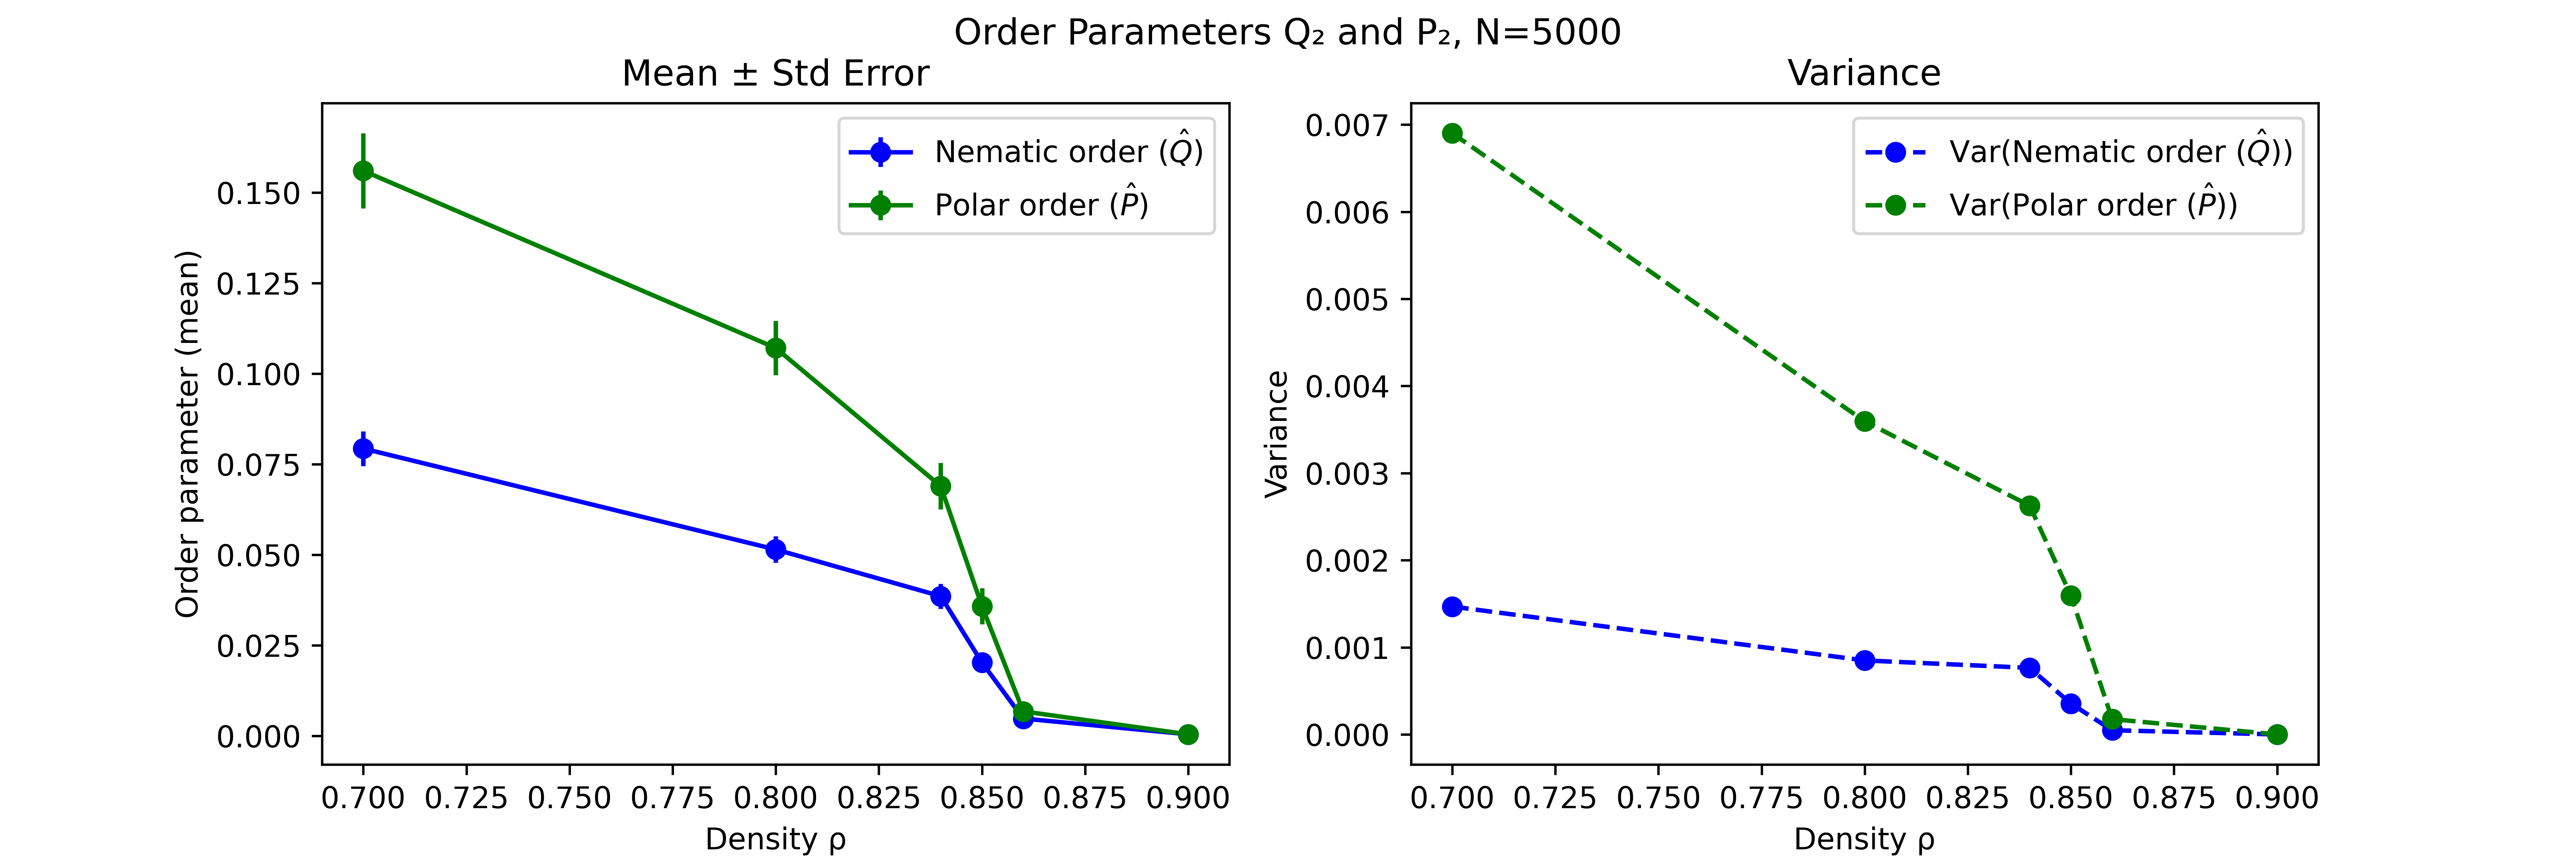 Order Parameters Q₂ and P₂, N=5000
Mean ± Std Error
Order parameter (mean)
0.150
0.125
0.100
0.075
0.050
0.025
0.000
Nematic order (Q̂)
Polar order (P̂)
0.700 0.725 0.750 0.775 0.800 0.825 0.850 0.875 0.900
Density ρ
Variance
Variance
0.007
0.006
0.005
0.004
0.003
0.002
0.001
0.000
Var(Nematic order (Q̂))
Var(Polar order (P̂))
0.700 0.725 0.750 0.775 0.800 0.825 0.850 0.875 0.900
Density ρ